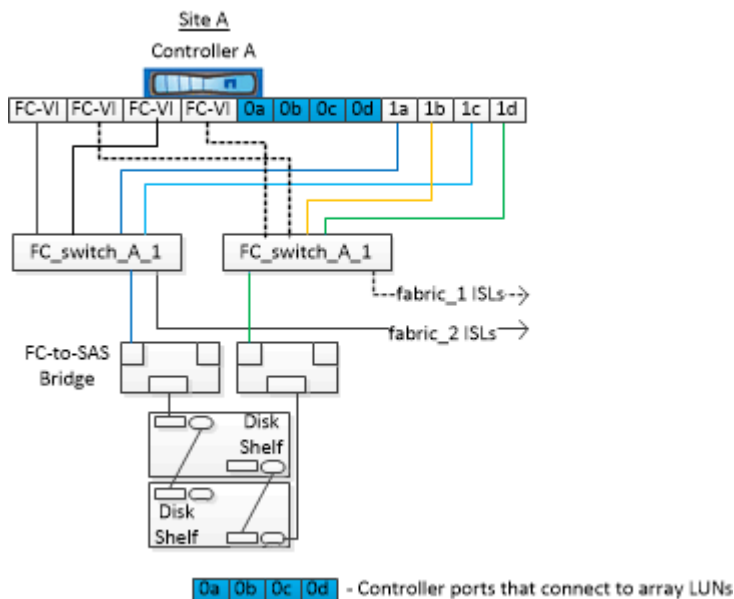 Site A
Controller A
FC-VI FC-VI FC-VI FC-VI 0a 0b 0c 0d 1a 1b 1c 1d
FC_switch_A_1 FC_switch_A_1
fabric_1 ISLs
fabric_2 ISLs
FC-to-SAS
Bridge
Disk
Shelf
Disk
Shelf
0a 0b 0c 0d - Controller ports that connect to array LUNs